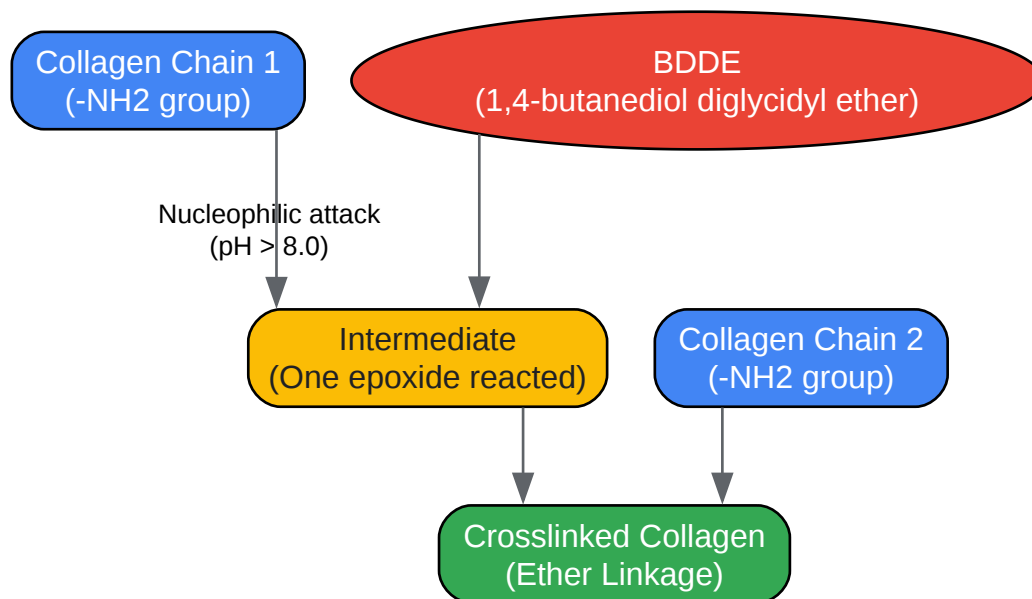 Collagen Chain 1
(-NH2 group)
BDDE
(1,4-butanediol diglycidyl ether)
Nucleophilic attack
(pH > 8.0)
Intermediate
(One epoxide reacted)
Collagen Chain 2
(-NH2 group)
Crosslinked Collagen
(Ether Linkage)